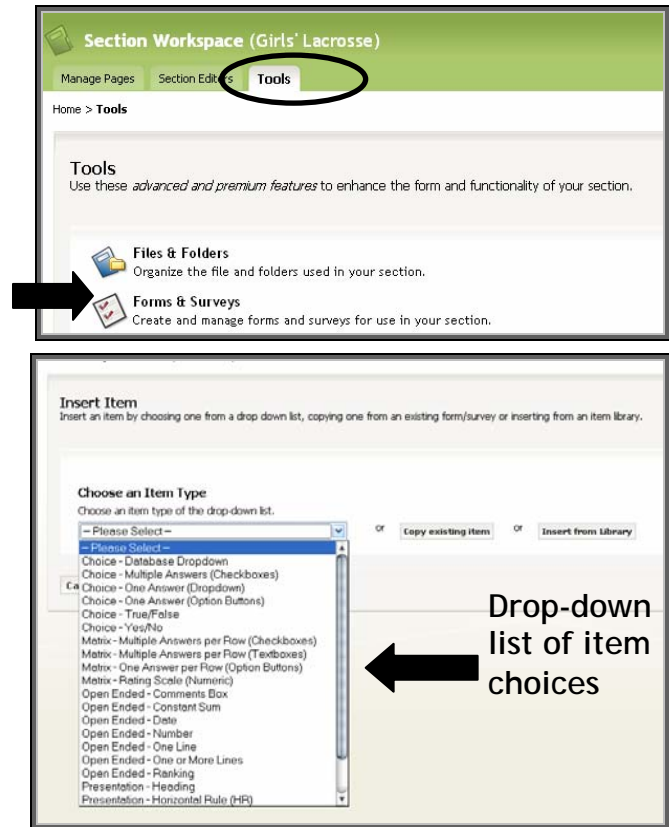 Section Workspace (Girls' Lacrosse)
Manage Pages Section Editors Tools
Home > Tools
Tools
Use these advanced and premium features to enhance the form and functionality of your section.
Files & Folders
Organize the file and folders used in your section.
Forms & Surveys
Create and manage forms and surveys for use in your section.
Insert Item
Insert an item by choosing one from a drop down list, copying one from an existing form/survey or inserting from an item library.
Choose an Item Type
Choose an item type of the drop-down list.
-- Please Select -- or Copy existing item or Insert from Library
-- Please Select --
Choice - Database Dropdown
Choice - Multiple Answers (Checkboxes)
Ca
Choice - One Answer (Dropdown)
Choice - One Answer (Option Buttons)
Choice - True/False
Choice - Yes/No
Matrix - Multiple Answers per Row (Checkboxes)
Matrix - Multiple Answers per Row (Textboxes)
Matrix - One Answer per Row (Option Buttons)
Matrix - Rating Scale (Numeric)
Open Ended - Comments Box
Open Ended - Constant Sum
Open Ended - Date
Open Ended - Number
Open Ended - One Line
Open Ended - One or More Lines
Open Ended - Ranking
Presentation - Heading
Presentation - Horizontal Rule (HR)
Drop-down
list of item
choices